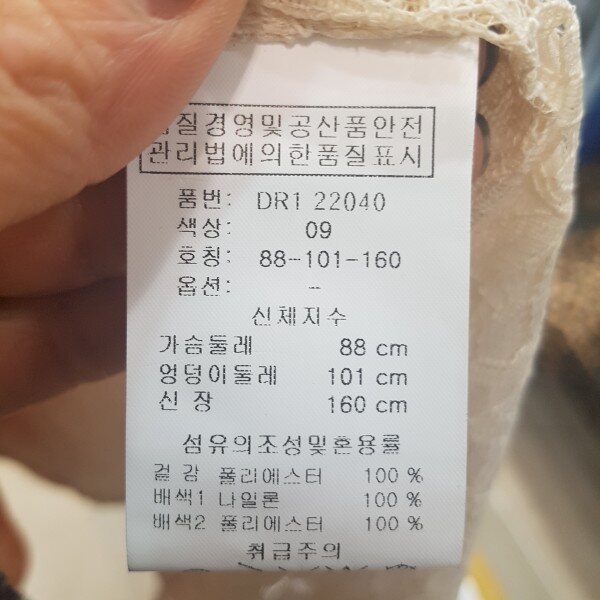 품질경영및공산품안전
관리법에의한품질표시
품번: DR1 22040
색상: 09
호칭: 88-101-160
옵션: -
신체지수
가슴둘레 88 cm
엉덩이둘레 101 cm
신 장 160 cm
섬유의조성및혼용률
겉 감 폴리에스터 100 %
배색1 나일론 100 %
배색2 폴리에스터 100 %
취급주의